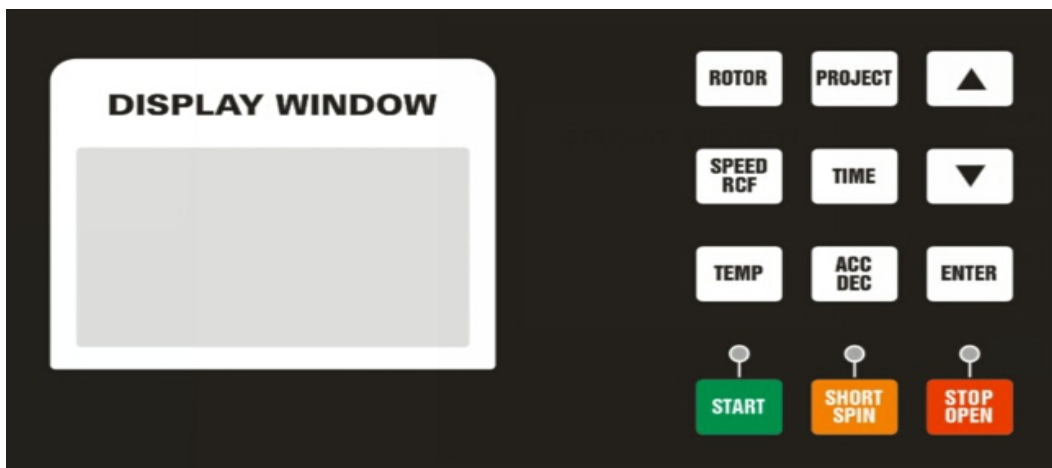 DISPLAY WINDOW
ROTOR
PROJECT
▲
SPEED
RCF
TIME
▼
TEMP
ACC
DEC
ENTER
START
SHORT
SPIN
STOP
OPEN